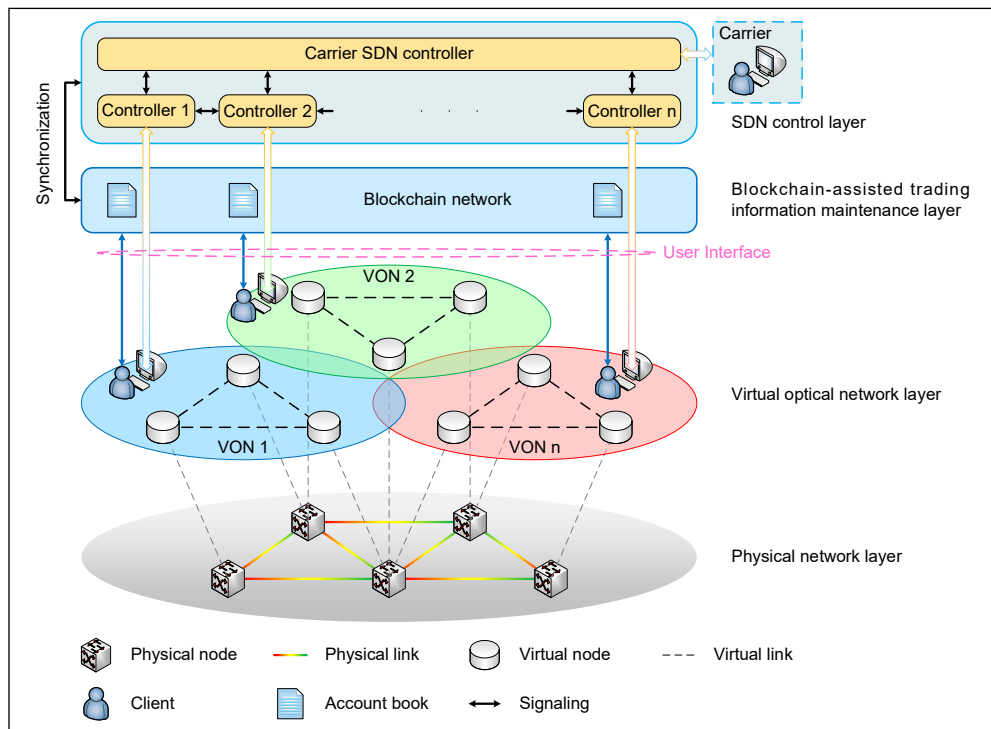 Carrier
Carrier SDN controller
Controller 1
Controller 2
. . .
Controller n
SDN control layer
Synchronization
Blockchain network
Blockchain-assisted trading
information maintenance layer
User Interface
VON 2
Virtual optical network layer
VON 1
VON n
Physical network layer
Physical node
Physical link
Virtual node
Virtual link
Client
Account book
Signaling